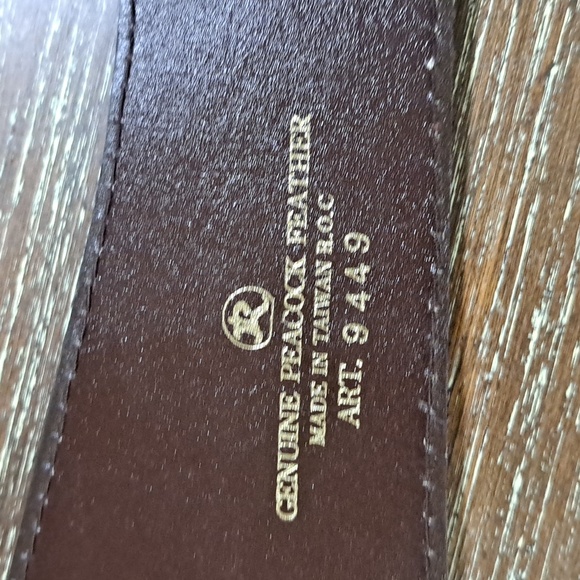 R
GENUINE PEACOCK FEATHER
MADE IN TAIWAN R.O.C
ART. 9449